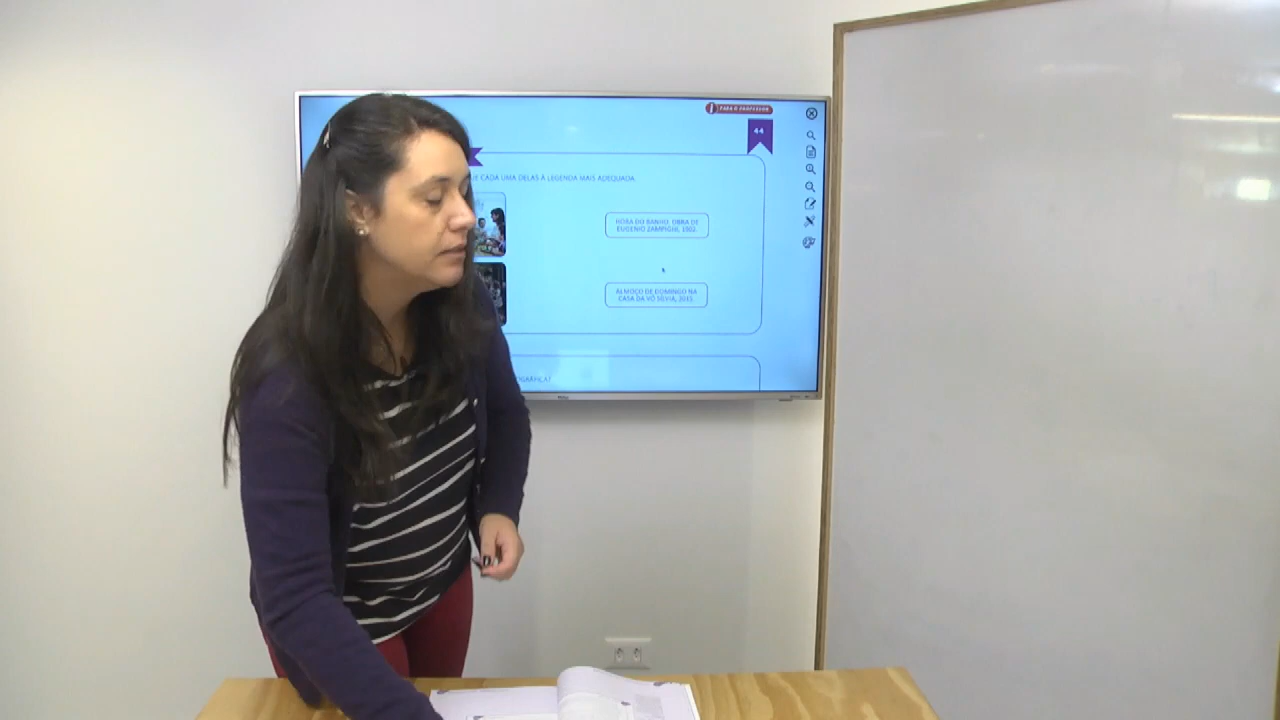 PARA O PROFESSOR
44
CADA UMA DELAS À LEGENDA MAIS ADEQUADA.
HORA DO BANHO. OBRA DE
EUGENIO ZAMPIGHI, 1902.
ALMOÇO DE DOMINGO NA
CASA DA VÓ SÍLVIA, 2015.